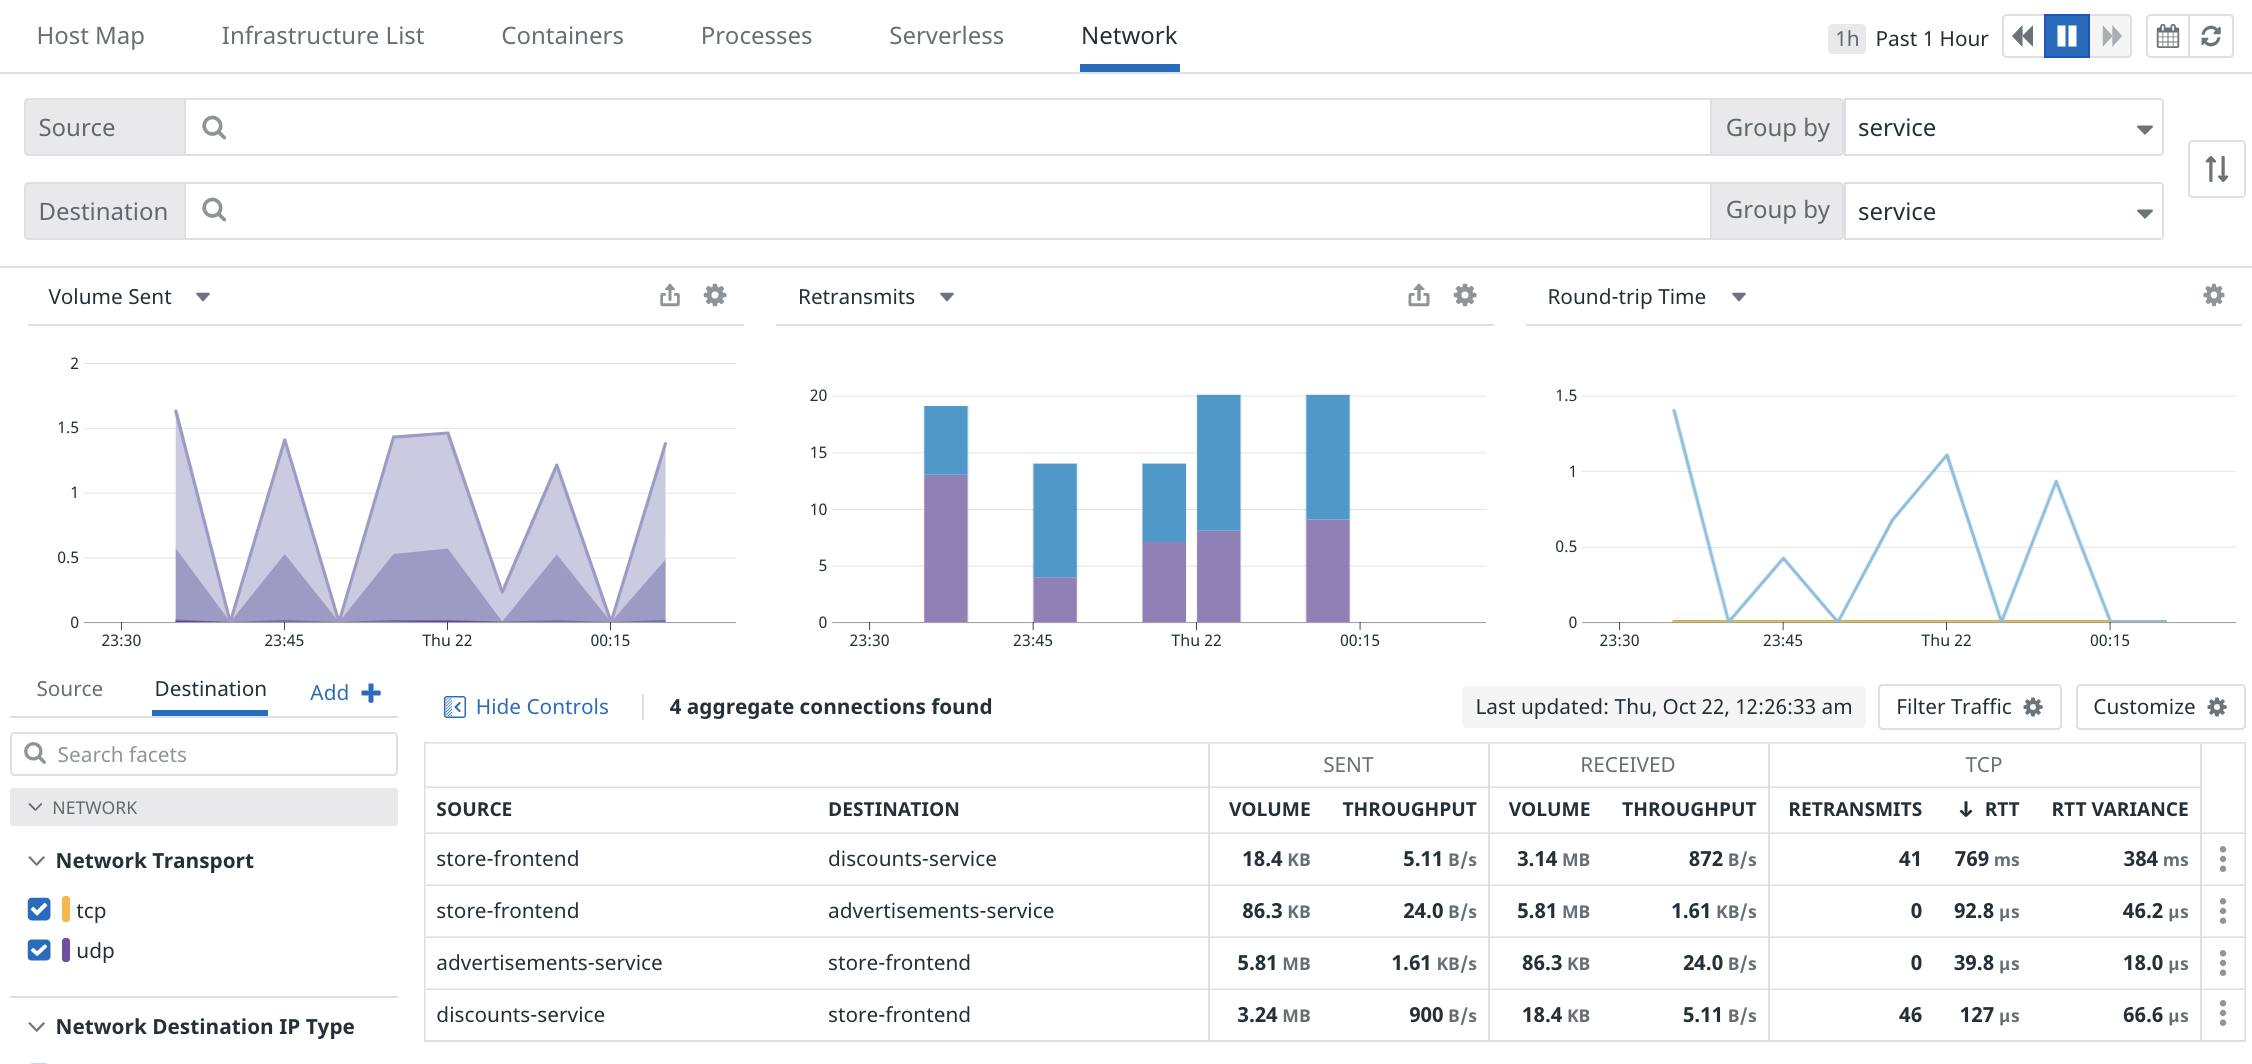 Host Map Infrastructure List Containers Processes Serverless Network 1h Past 1 Hour
Source Group by service
Destination Group by service
Volume Sent
2
1.5
1
0.5
0
23:30 23:45 Thu 22 00:15
Retransmits
20
15
10
5
0
23:30 23:45 Thu 22 00:15
Round-trip Time
1.5
1
0.5
0
23:30 23:45 Thu 22 00:15
Source Destination Add +
Search facets
NETWORK
Network Transport
tcp
udp
Network Destination IP Type
Hide Controls 4 aggregate connections found Last updated: Thu, Oct 22, 12:26:33 am Filter Traffic Customize
SENT RECEIVED TCP
SOURCE DESTINATION VOLUME THROUGHPUT VOLUME THROUGHPUT RETRANSMITS ↓ RTT RTT VARIANCE
store-frontend discounts-service 18.4 KB 5.11 B/s 3.14 MB 872 B/s 41 769 ms 384 ms
store-frontend advertisements-service 86.3 KB 24.0 B/s 5.81 MB 1.61 KB/s 0 92.8 µs 46.2 µs
advertisements-service store-frontend 5.81 MB 1.61 KB/s 86.3 KB 24.0 B/s 0 39.8 µs 18.0 µs
discounts-service store-frontend 3.24 MB 900 B/s 18.4 KB 5.11 B/s 46 127 µs 66.6 µs